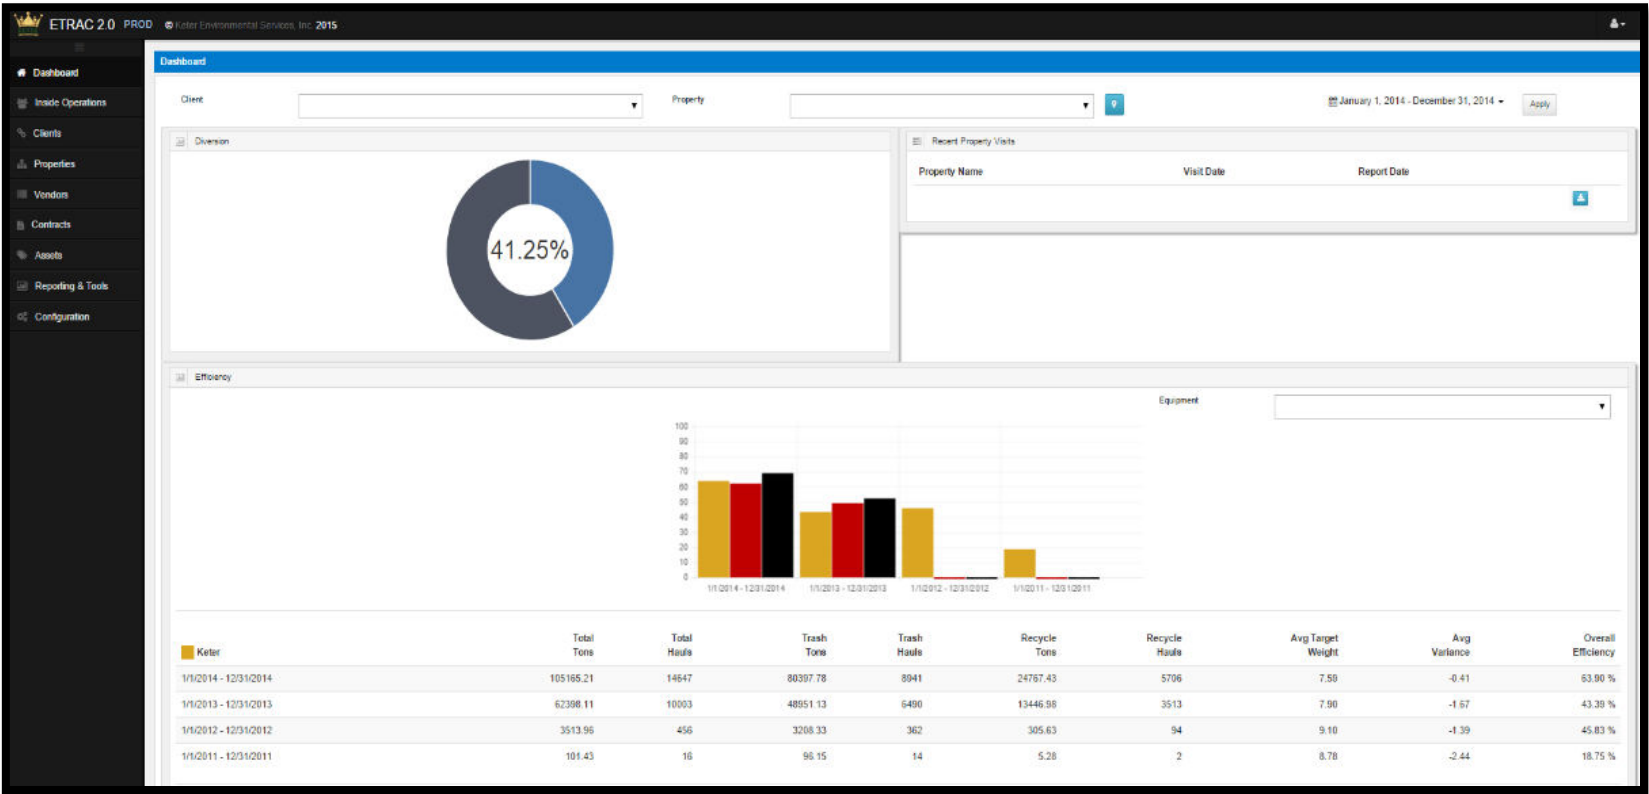 ETRAC 2.0 PROD © Keter Environmental Services, Inc. 2015
Dashboard
Inside Operations
Clients
Properties
Vendors
Contracts
Assets
Reporting & Tools
Configuration
Dashboard
Client
Property
January 1, 2014 - December 31, 2014
Apply
Diversion
41.25%
Recent Property Visits
Property Name Visit Date Report Date
Efficiency
Equipment
100
90
80
70
60
50
40
30
20
10
0
1/1/2014 - 12/31/2014 1/1/2013 - 12/31/2013 1/1/2012 - 12/31/2012 1/1/2011 - 12/31/2011
Total Total Trash Trash Recycle Recycle Avg Target Avg Overall
Keter Tons Hauls Tons Hauls Tons Hauls Weight Variance Efficiency
1/1/2014 - 12/31/2014 105165.21 14647 80397.78 8941 24767.43 5706 7.59 -0.41 63.90 %
1/1/2013 - 12/31/2013 62398.11 10003 48951.13 6490 13446.98 3513 7.90 -1.67 43.39 %
1/1/2012 - 12/31/2012 3513.96 456 3208.33 362 305.63 94 9.10 -1.39 45.83 %
1/1/2011 - 12/31/2011 101.43 16 96.15 14 5.28 2 8.78 -2.44 18.75 %